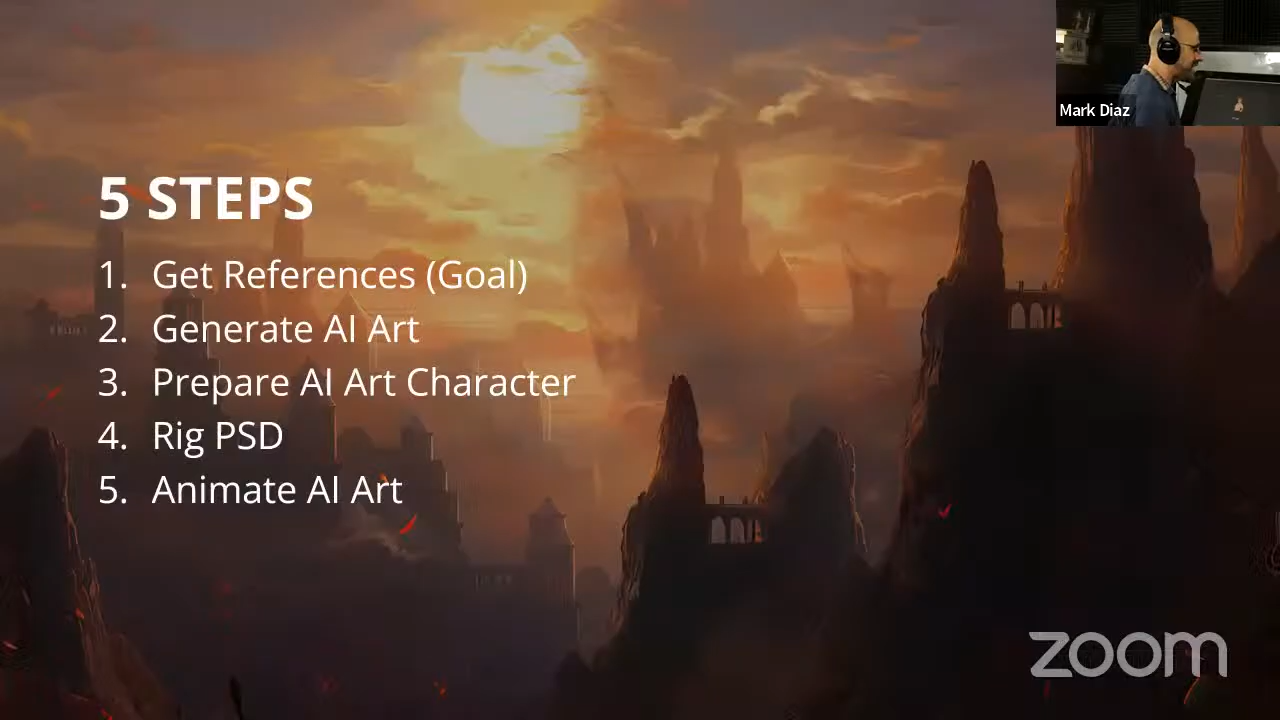 Mark Diaz
5 STEPS
1. Get References (Goal)
2. Generate AI Art
3. Prepare AI Art Character
4. Rig PSD
5. Animate AI Art
zoom